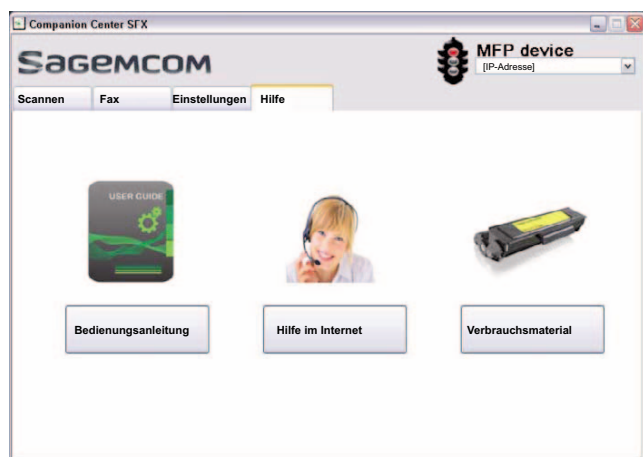 Companion Center SFX
Sagemcom
MFP device
[IP-Adresse]
Scannen Fax Einstellungen Hilfe
USER GUIDE
Bedienungsanleitung Hilfe im Internet Verbrauchsmaterial